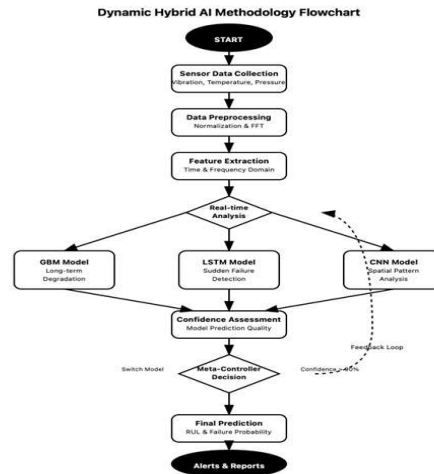 Dynamic Hybrid AI Methodology Flowchart
START
Sensor Data Collection
Vibration, Temperature, Pressure
Data Preprocessing
Normalization & FFT
Feature Extraction
Time & Frequency Domain
Real-time
Analysis
GBM Model
Long-term
Degradation
LSTM Model
Sudden Failure
Detection
CNN Model
Spatial Pattern
Analysis
Confidence Assessment
Model Prediction Quality
Feedback Loop
Switch Model
Meta-Controller
Decision
Confidence > 90%
Final Prediction
RUL & Failure Probability
Alerts & Reports